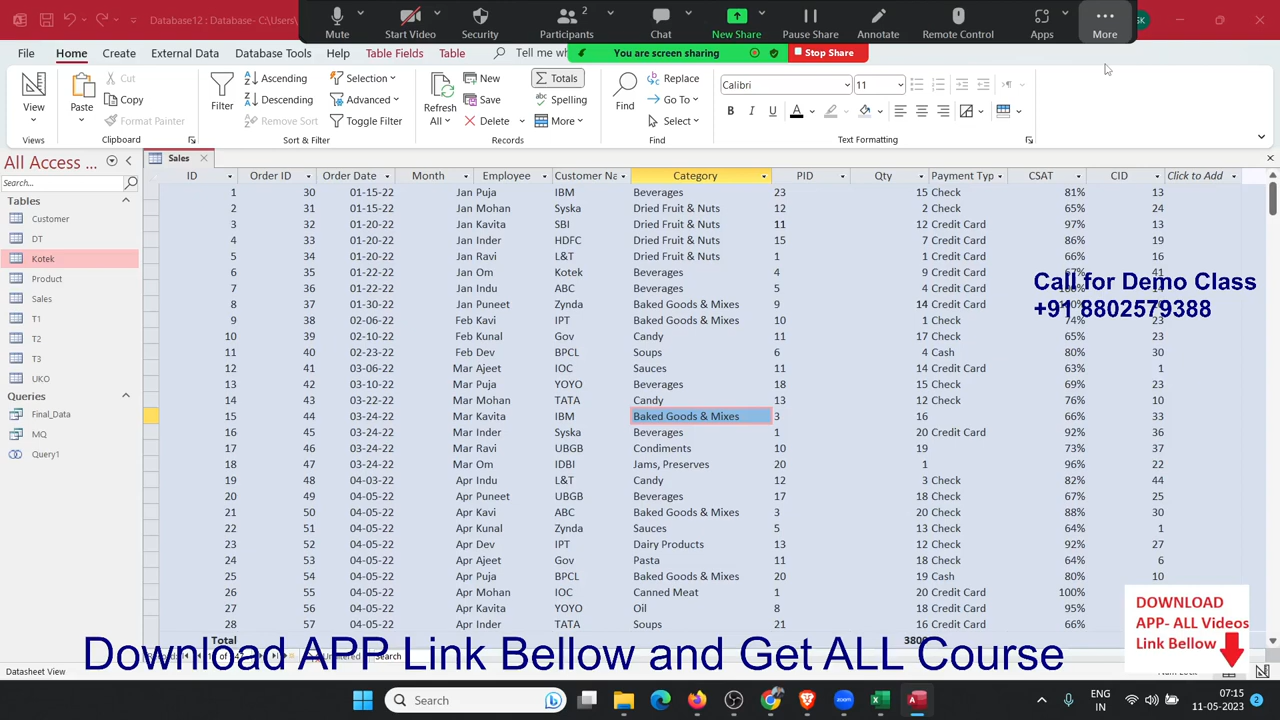 Database12 : Database- C:\Users\
Mute
Start Video
Security
2
Participants
Chat
New Share
Pause Share
Annotate
Remote Control
Apps
More
SK
You are screen sharing
Stop Share
File Home Create External Data Database Tools Help Table Fields Table Tell me
View
Views
Paste
Cut
Copy
Format Painter
Clipboard
Filter
Ascending
Descending
Remove Sort
Selection
Advanced
Toggle Filter
Sort & Filter
Refresh All
New
Save
Delete
Totals
Spelling
More
Records
Find
Replace
Go To
Select
Find
Calibri 11
B I U A
Text Formatting
All Access ...
Search...
Tables
Customer
DT
Kotek
Product
Sales
T1
T2
T3
UKO
Queries
Final_Data
MQ
Query1
Sales
ID Order ID Order Date Month Employee Customer Na Category PID Qty Payment Typ CSAT CID Click to Add
1 30 01-15-22 Jan Puja IBM Beverages 23 15 Check 81% 13
2 31 01-20-22 Jan Mohan Syska Dried Fruit & Nuts 12 2 Check 65% 24
3 32 01-20-22 Jan Kavita SBI Dried Fruit & Nuts 11 12 Credit Card 97% 13
4 33 01-20-22 Jan Inder HDFC Dried Fruit & Nuts 15 7 Credit Card 86% 19
5 34 01-20-22 Jan Ravi L&T Dried Fruit & Nuts 1 1 Credit Card 66% 16
6 35 01-22-22 Jan Om Kotek Beverages 4 9 Credit Card 41
7 36 01-22-22 Jan Indu ABC Beverages 5 4 Credit Card
8 37 01-30-22 Jan Puneet Zynda Baked Goods & Mixes 9 14 Credit Card
9 38 02-06-22 Feb Kavi IPT Baked Goods & Mixes 10 1 Check 74% 23
10 39 02-10-22 Feb Kunal Gov Candy 11 17 Credit Card 65% 23
11 40 02-23-22 Feb Dev BPCL Soups 6 4 Cash 80% 30
12 41 03-06-22 Mar Ajeet IOC Sauces 11 14 Credit Card 63% 1
13 42 03-10-22 Mar Puja YOYO Beverages 18 15 Check 69% 23
14 43 03-22-22 Mar Mohan TATA Candy 13 12 Check 76% 10
15 44 03-24-22 Mar Kavita IBM Baked Goods & Mixes 3 16 66% 33
16 45 03-24-22 Mar Inder Syska Beverages 1 20 Credit Card 92% 36
17 46 03-24-22 Mar Ravi UBGB Condiments 10 19 73% 37
18 47 03-24-22 Mar Om IDBI Jams, Preserves 20 1 96% 22
19 48 04-03-22 Apr Indu L&T Candy 12 3 Check 82% 44
20 49 04-05-22 Apr Puneet UBGB Beverages 17 18 Check 67% 25
21 50 04-05-22 Apr Kavi ABC Baked Goods & Mixes 3 20 Check 88% 30
22 51 04-05-22 Apr Kunal Zynda Sauces 5 13 Check 64% 1
23 52 04-05-22 Apr Dev IPT Dairy Products 13 12 Check 92% 27
24 53 04-05-22 Apr Ajeet Gov Pasta 11 18 Check 64% 6
25 54 04-05-22 Apr Puja BPCL Baked Goods & Mixes 20 19 Cash 80% 10
26 55 04-05-22 Apr Mohan IOC Canned Meat 1 20 Credit Card 100%
27 56 04-05-22 Apr Kavita YOYO Oil 8 18 Credit Card 95%
28 57 04-05-22 Apr Inder TATA Soups 21 16 Credit Card 64%
Total 3800
Call for Demo Class
+91 8802579388
DOWNLOAD
APP- ALL Videos
Link Bellow
Download APP Link Bellow and Get ALL Course
Search
Datasheet View
Search
zoom
ENG
IN
07:15
11-05-2023
2